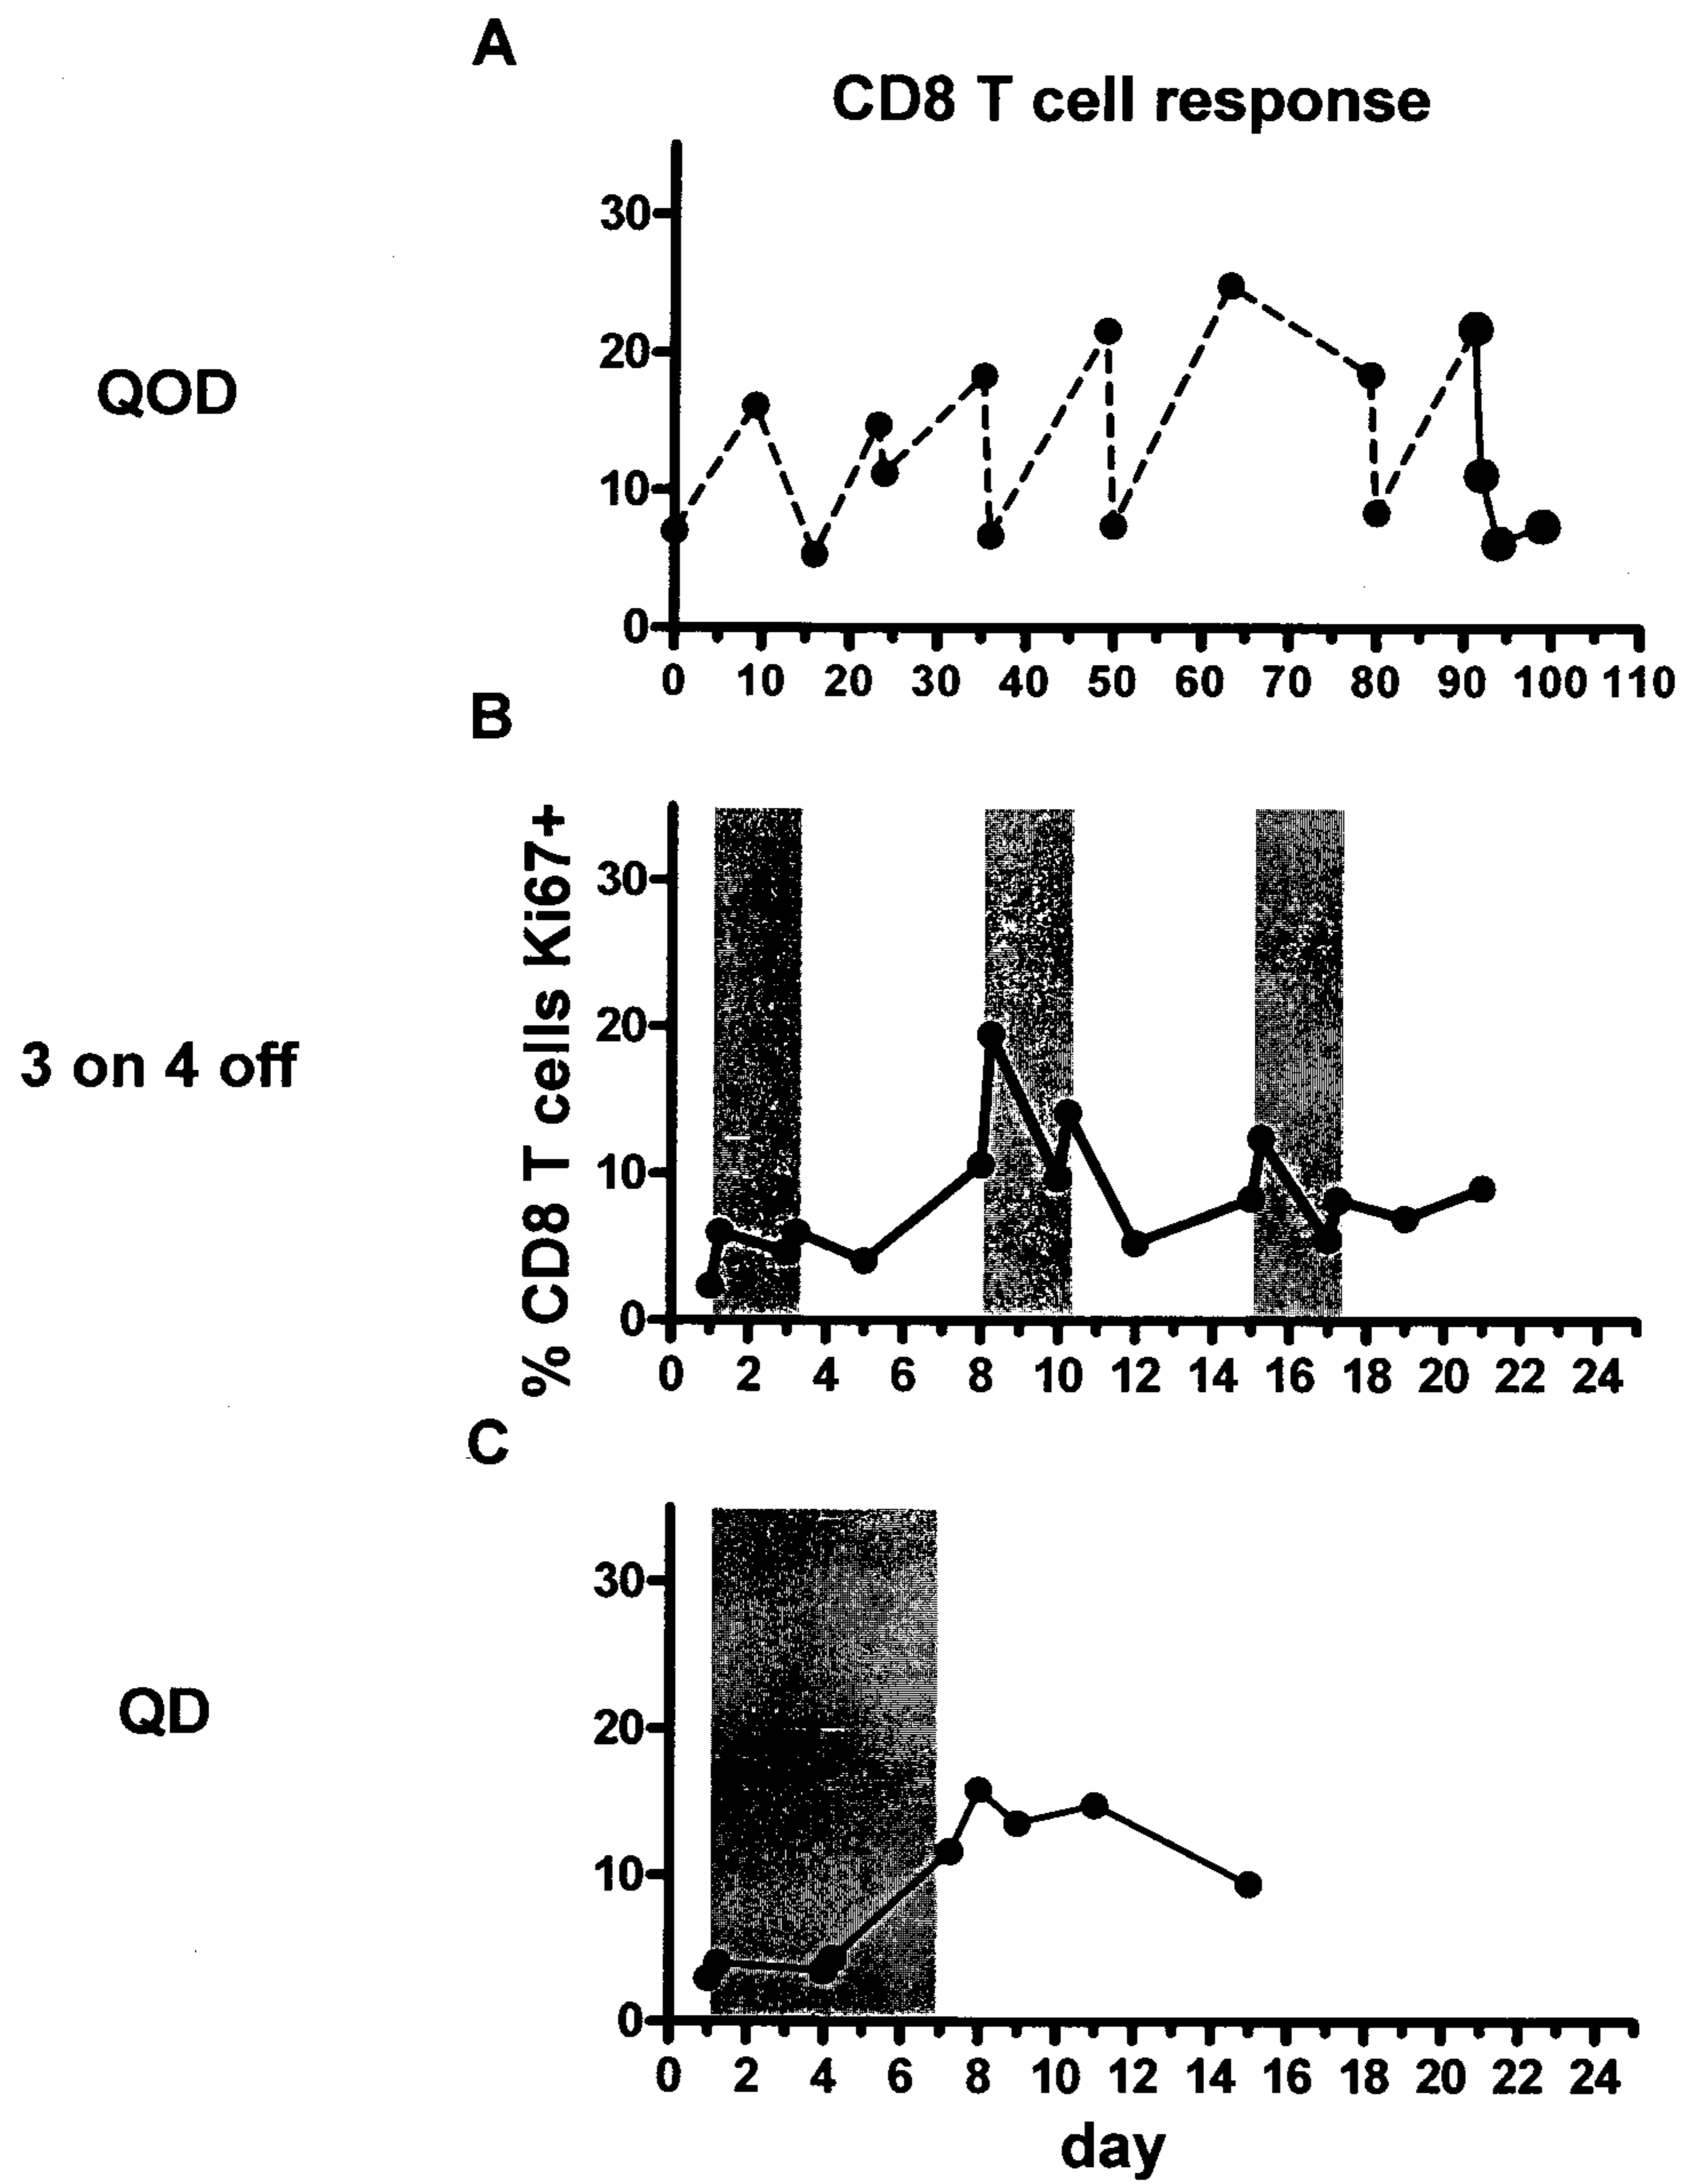 A
CD8 T cell response
QOD
30
20
10
0
0 10 20 30 40 50 60 70 80 90 100 110
B
3 on 4 off
% CD8 T cells Ki67+
30
20
10
0
0 2 4 6 8 10 12 14 16 18 20 22 24
C
QD
30
20
10
0
0 2 4 6 8 10 12 14 16 18 20 22 24
day